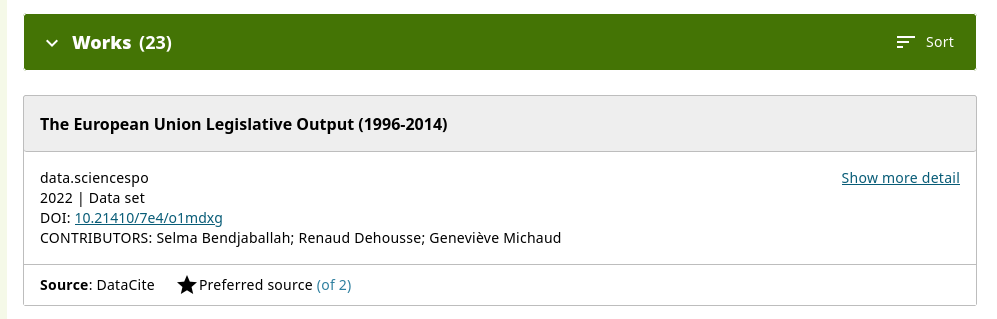 Works (23)
Sort
The European Union Legislative Output (1996-2014)
data.sciencespo
Show more detail
2022 | Data set
DOI: 10.21410/7e4/o1mdxg
CONTRIBUTORS: Selma Bendjaballah; Renaud Dehousse; Geneviève Michaud
Source: DataCite Preferred source (of 2)